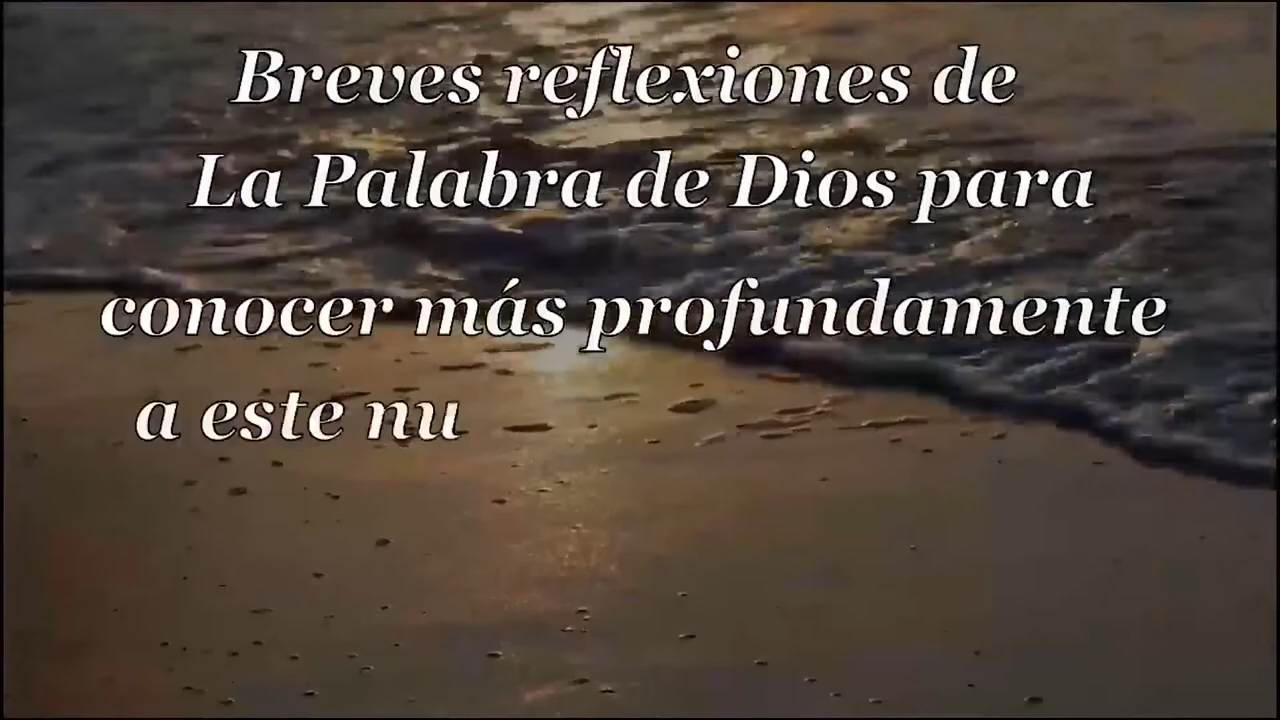 Breves reflexiones de
La Palabra de Dios para
conocer más profundamente
a este nu